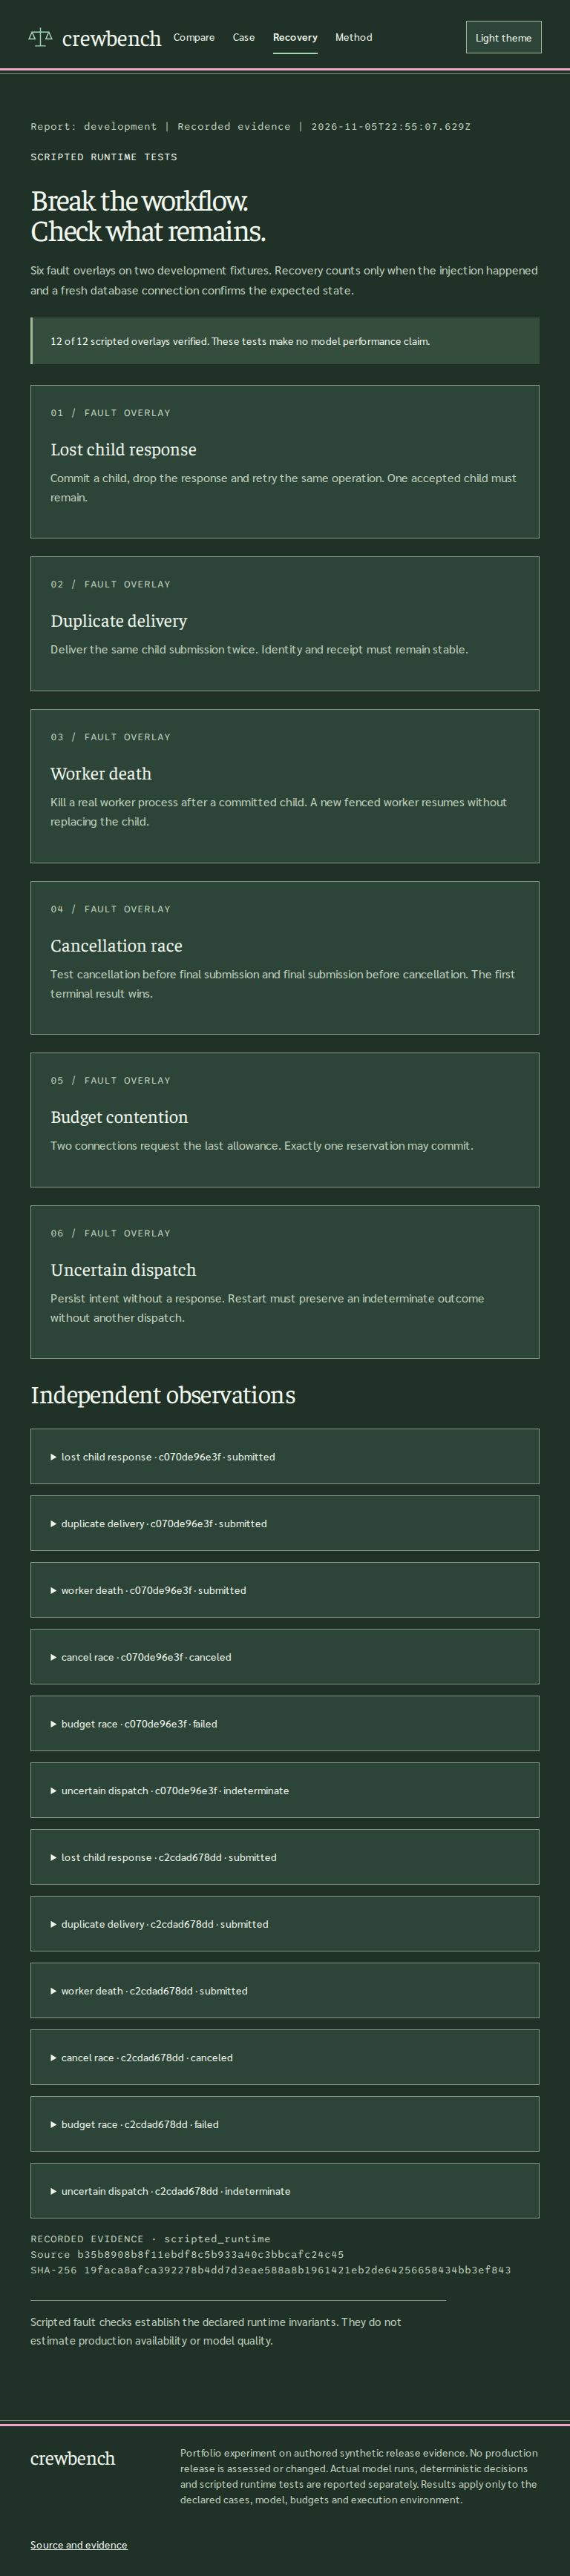 crewbench Compare Case Recovery Method Light theme
Report: development | Recorded evidence | 2026-11-05T22:55:07.629Z
SCRIPTED RUNTIME TESTS
Break the workflow.
Check what remains.
Six fault overlays on two development fixtures. Recovery counts only when the injection happened
and a fresh database connection confirms the expected state.
12 of 12 scripted overlays verified. These tests make no model performance claim.
01 / FAULT OVERLAY
Lost child response
Commit a child, drop the response and retry the same operation. One accepted child must
remain.
02 / FAULT OVERLAY
Duplicate delivery
Deliver the same child submission twice. Identity and receipt must remain stable.
03 / FAULT OVERLAY
Worker death
Kill a real worker process after a committed child. A new fenced worker resumes without
replacing the child.
04 / FAULT OVERLAY
Cancellation race
Test cancellation before final submission and final submission before cancellation. The first
terminal result wins.
05 / FAULT OVERLAY
Budget contention
Two connections request the last allowance. Exactly one reservation may commit.
06 / FAULT OVERLAY
Uncertain dispatch
Persist intent without a response. Restart must preserve an indeterminate outcome
without another dispatch.
Independent observations
lost child response · c070de96e3f · submitted
duplicate delivery · c070de96e3f · submitted
worker death · c070de96e3f · submitted
cancel race · c070de96e3f · canceled
budget race · c070de96e3f · failed
uncertain dispatch · c070de96e3f · indeterminate
lost child response · c2cdad678dd · submitted
duplicate delivery · c2cdad678dd · submitted
worker death · c2cdad678dd · submitted
cancel race · c2cdad678dd · canceled
budget race · c2cdad678dd · failed
uncertain dispatch · c2cdad678dd · indeterminate
RECORDED EVIDENCE · scripted_runtime
Source b35b8908b8f11ebdf8c5b933a40c3bbcafc24c45
SHA-256 19faca8afca392278b4dd7d3eae588a8b1961421eb2de64256658434bb3ef843
Scripted fault checks establish the declared runtime invariants. They do not
estimate production availability or model quality.
crewbench
Portfolio experiment on authored synthetic release evidence. No production
release is assessed or changed. Actual model runs, deterministic decisions
and scripted runtime tests are reported separately. Results apply only to the
declared cases, model, budgets and execution environment.
Source and evidence